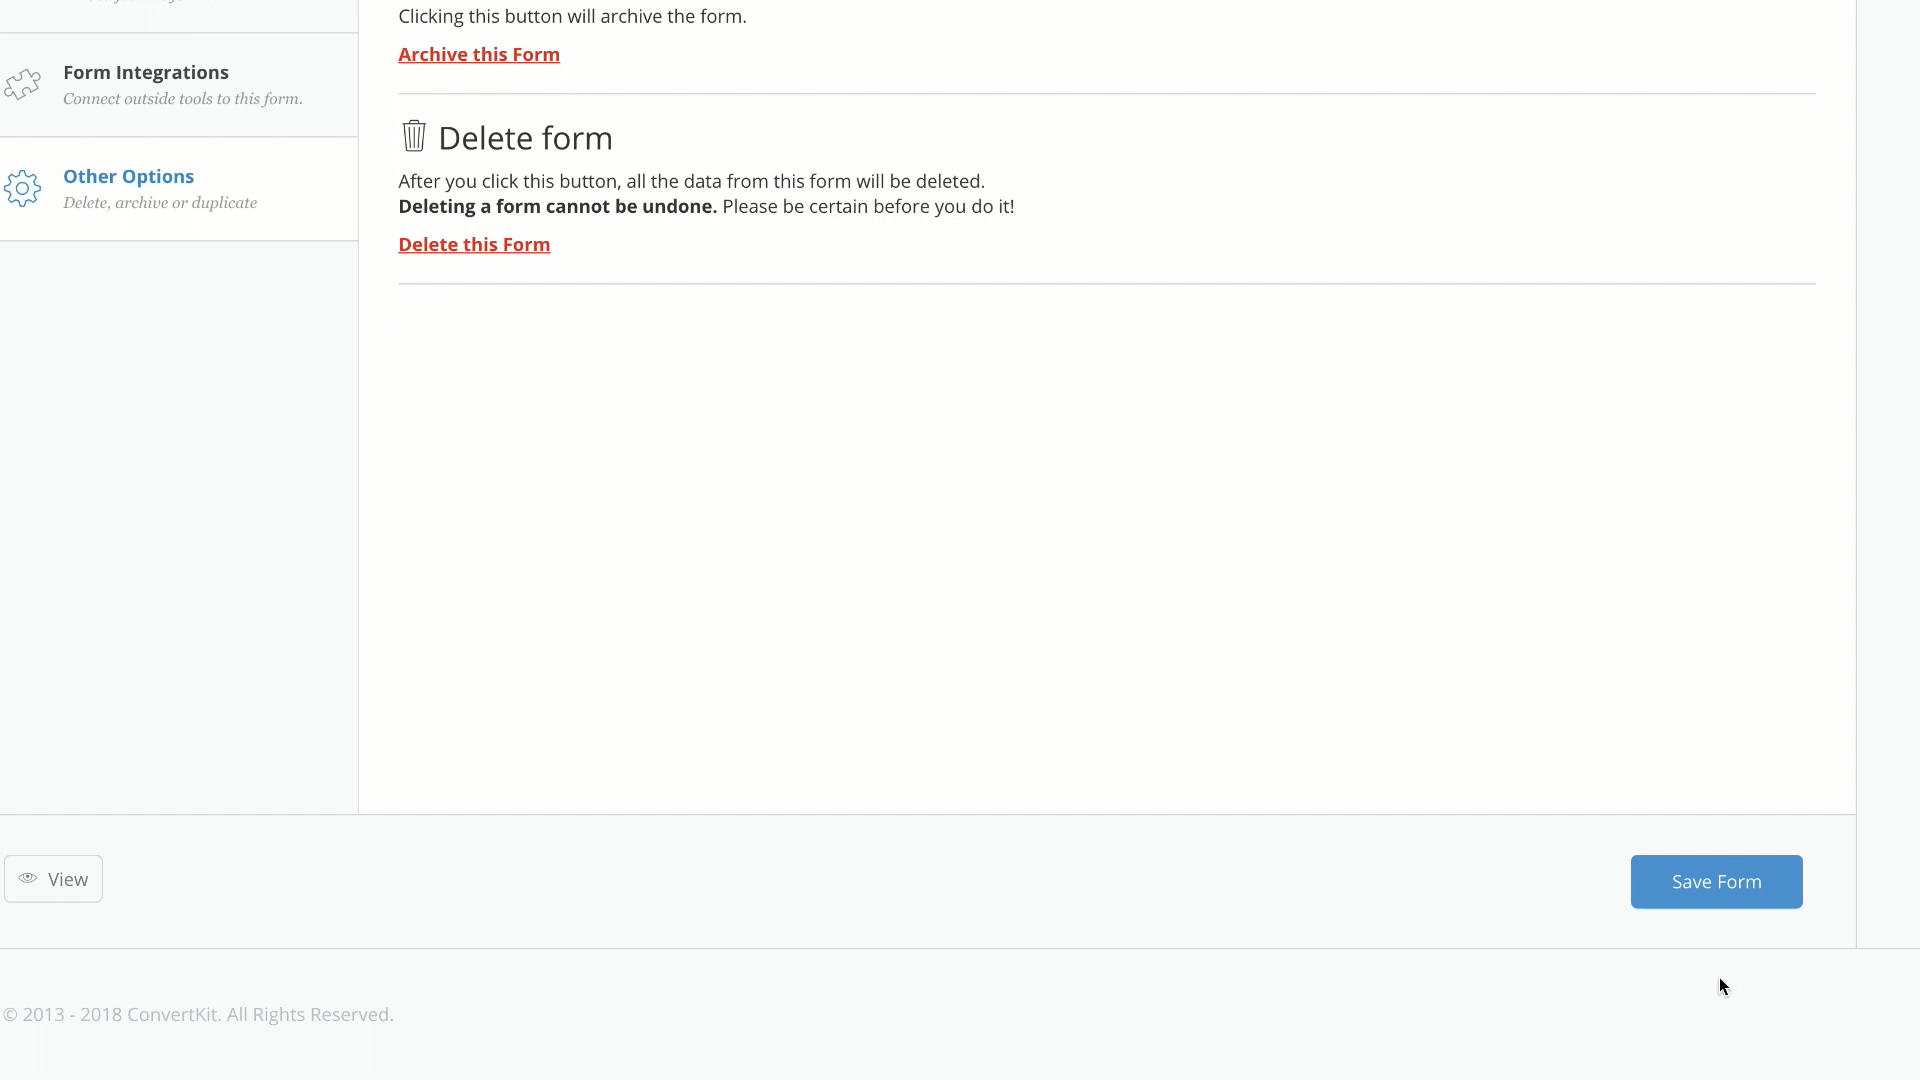 Clicking this button will archive the form.
Archive this Form
Form Integrations
Connect outside tools to this form.
Delete form
Other Options
Delete, archive or duplicate
After you click this button, all the data from this form will be deleted.
Deleting a form cannot be undone. Please be certain before you do it!
Delete this Form
View
Save Form
© 2013 - 2018 ConvertKit. All Rights Reserved.